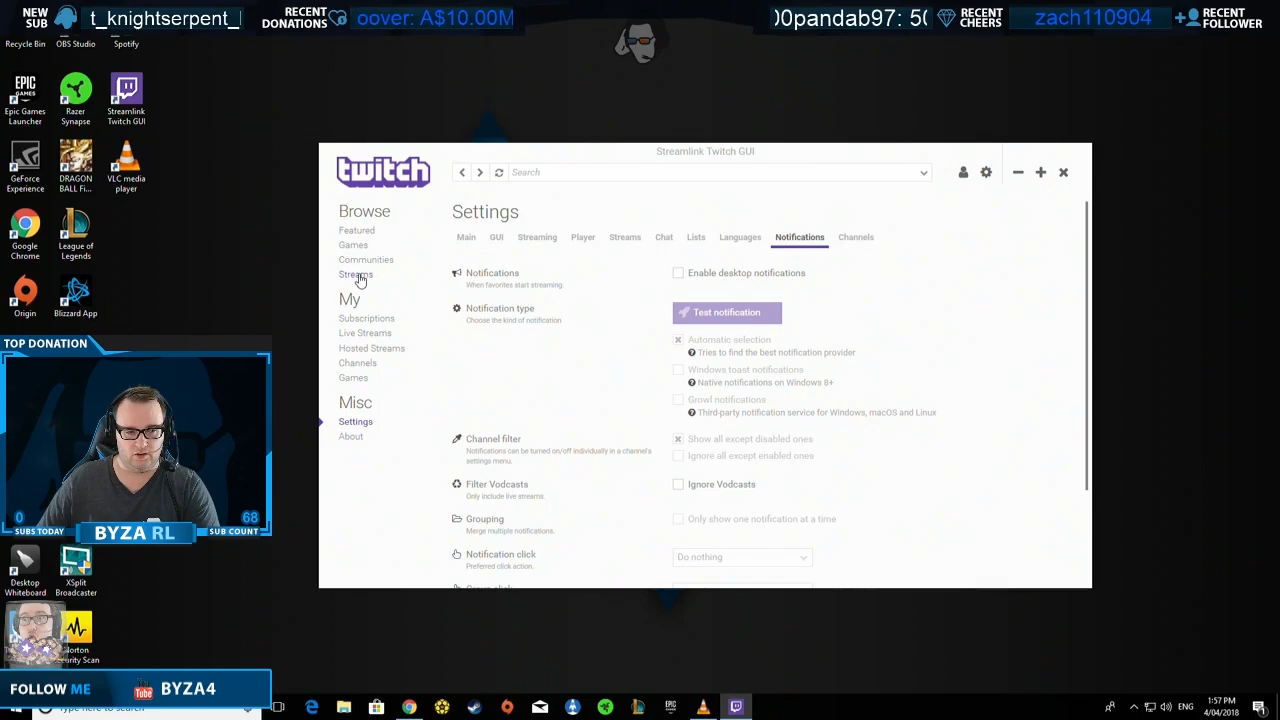 NEW SUB
t_knightserpent_
RECENT DONATIONS
oover: A$10.00M
00pandab97: 50
RECENT CHEERS
zach110904
RECENT FOLLOWER
Recycle Bin
OBS Studio
Spotify
Epic Games Launcher
Razer Synapse
Streamlink Twitch GUI
GeForce Experience
DRAGON BALL Fi...
VLC media player
Google Chrome
League of Legends
Origin
Blizzard App
TOP DONATION
0
SUBS TODAY
BYZA RL
68
SUB COUNT
Desktop Whiteboard
XSplit Broadcaster
Norton
FOLLOW ME
You Tube
BYZA4
Streamlink Twitch GUI
twitch
Search
Browse
Featured
Games
Communities
Streams
My
Subscriptions
Live Streams
Hosted Streams
Channels
Games
Misc
Settings
About
Settings
Main
GUI
Streaming
Player
Streams
Chat
Lists
Languages
Notifications
Channels
Notifications
When favorites start streaming.
Enable desktop notifications
Notification type
Choose the kind of notification
Test notification
Automatic selection
Tries to find the best notification provider
Windows toast notifications
Native notifications on Windows 8+
Growl notifications
Third-party notification service for Windows, macOS and Linux
Channel filter
Notifications can be turned on/off individually in a channel's
settings menu.
Show all except disabled ones
Ignore all except enabled ones
Filter Vodcasts
Only include live streams.
Ignore Vodcasts
Grouping
Merge multiple notifications.
Only show one notification at a time
Notification click
Preferred click action.
Do nothing
EPIC GAMES
ENG
1:57 PM
4/04/2018